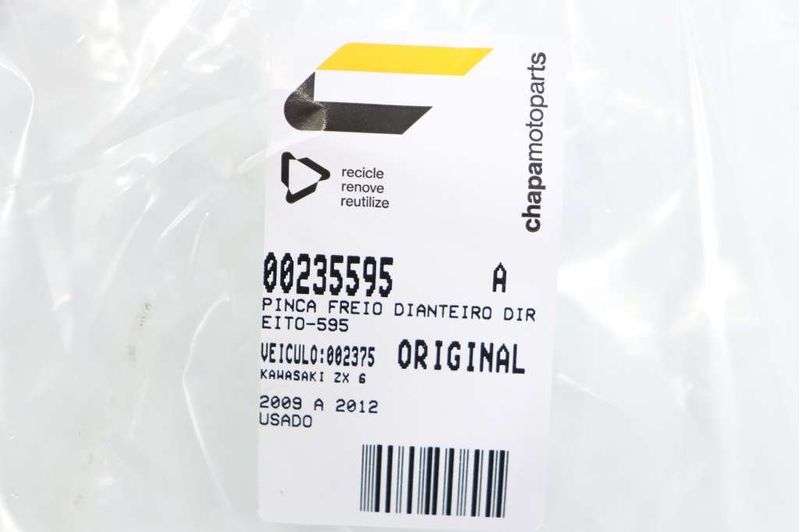 chapamotoparts
recicle
renove
reutilize
00235595 A
PINCA FREIO DIANTEIRO DIR
EITO-595
VEICULO:002375 ORIGINAL
KAWASAKI ZX 6
2009 A 2012
USADO